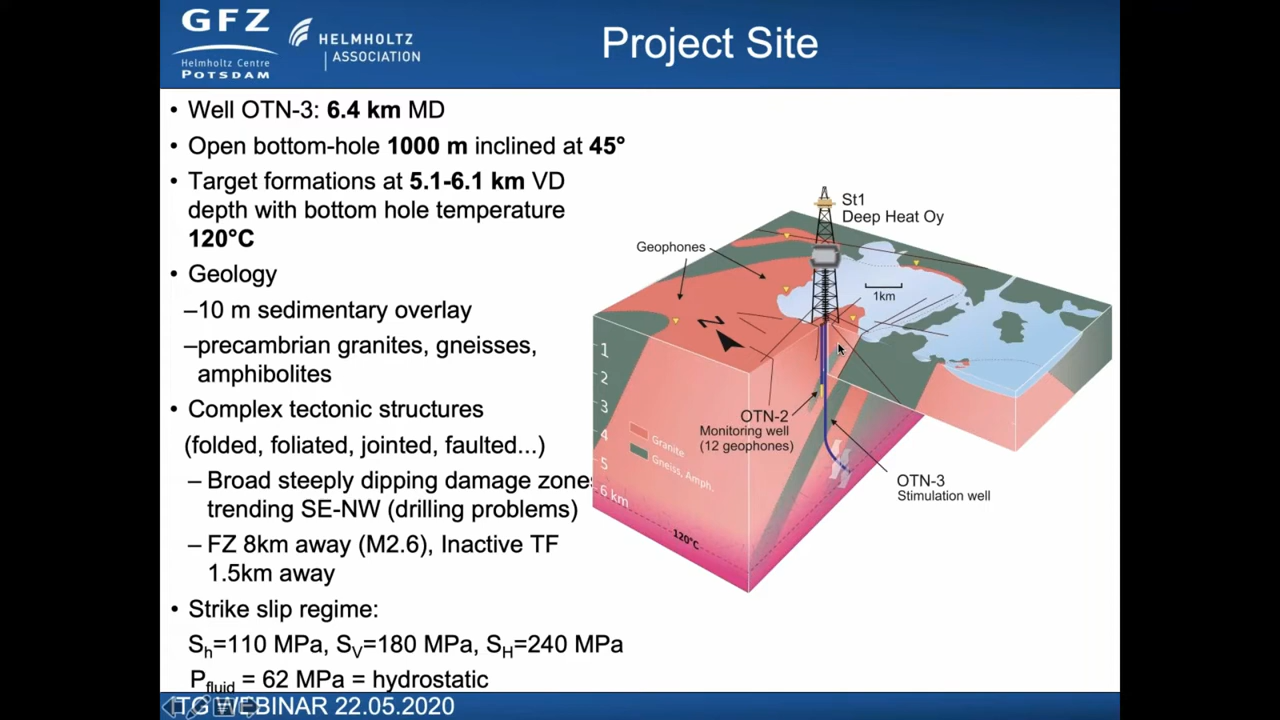 GFZ
Helmholtz Centre
POTSDAM
HELMHOLTZ
ASSOCIATION
Project Site
• Well OTN-3: 6.4 km MD
• Open bottom-hole 1000 m inclined at 45°
• Target formations at 5.1-6.1 km VD
depth with bottom hole temperature
120°C
• Geology
–10 m sedimentary overlay
–precambrian granites, gneisses,
amphibolites
• Complex tectonic structures
(folded, foliated, jointed, faulted...)
– Broad steeply dipping damage zones
trending SE-NW (drilling problems)
– FZ 8km away (M2.6), Inactive TF
1.5km away
• Strike slip regime:
Sh=110 MPa, SV=180 MPa, SH=240 MPa
Pfluid = 62 MPa = hydrostatic
St1
Deep Heat Oy
Geophones
1km
N
1
2
3
4
5
6 km
OTN-2
Monitoring well
(12 geophones)
Granite
Gneiss, Amph.
OTN-3
Stimulation well
120°C
ITG WEBINAR 22.05.2020